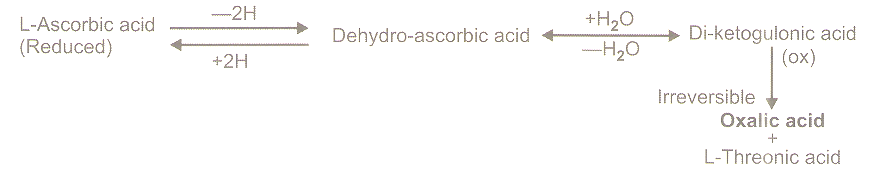 L-Ascorbic acid
(Reduced)
—2H
+2H
Dehydro-ascorbic acid
+H2O
—H2O
Di-ketogulonic acid
(ox)
Irreversible
Oxalic acid
+
L-Threonic acid